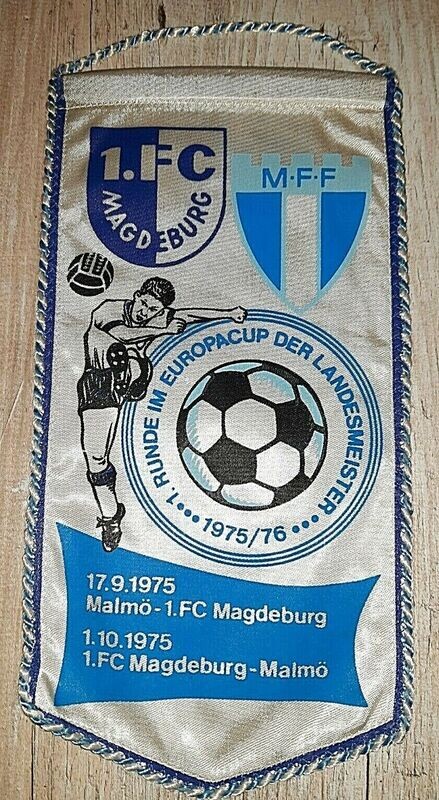 1.FC
MAGDEBURG
M·F·F
1. RUNDE IM EUROPACUP DER LANDESMEISTER
1975/76
17.9.1975
Malmö-1.FC Magdeburg
1.10.1975
1.FC Magdeburg-Malmö